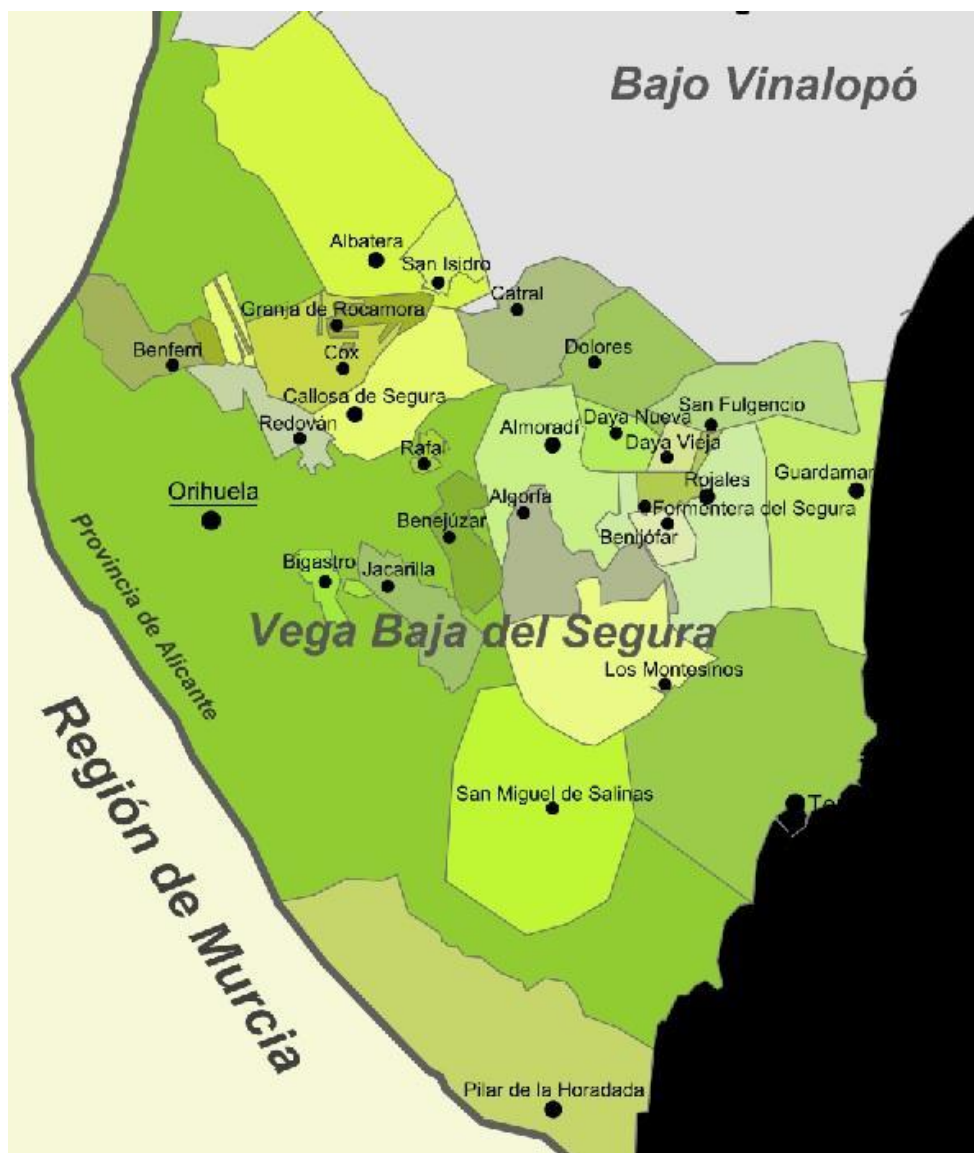 Bajo Vinalopó
Albatera
San Isidro
Catral
Granja de Rocamora
Dolores
Benferri
Cox
Callosa de Segura
San Fulgencio
Redován
Almoradí
Daya Nueva
Daya Vieja
Rafal
Guardamar
Rojales
Orihuela
Algorfa
Formentera del Segura
Benejúzar
Benijófar
Provincia de Alicante
Bigastro
Jacarilla
Vega Baja del Segura
Los Montesinos
Región de Murcia
San Miguel de Salinas
Pilar de la Horadada